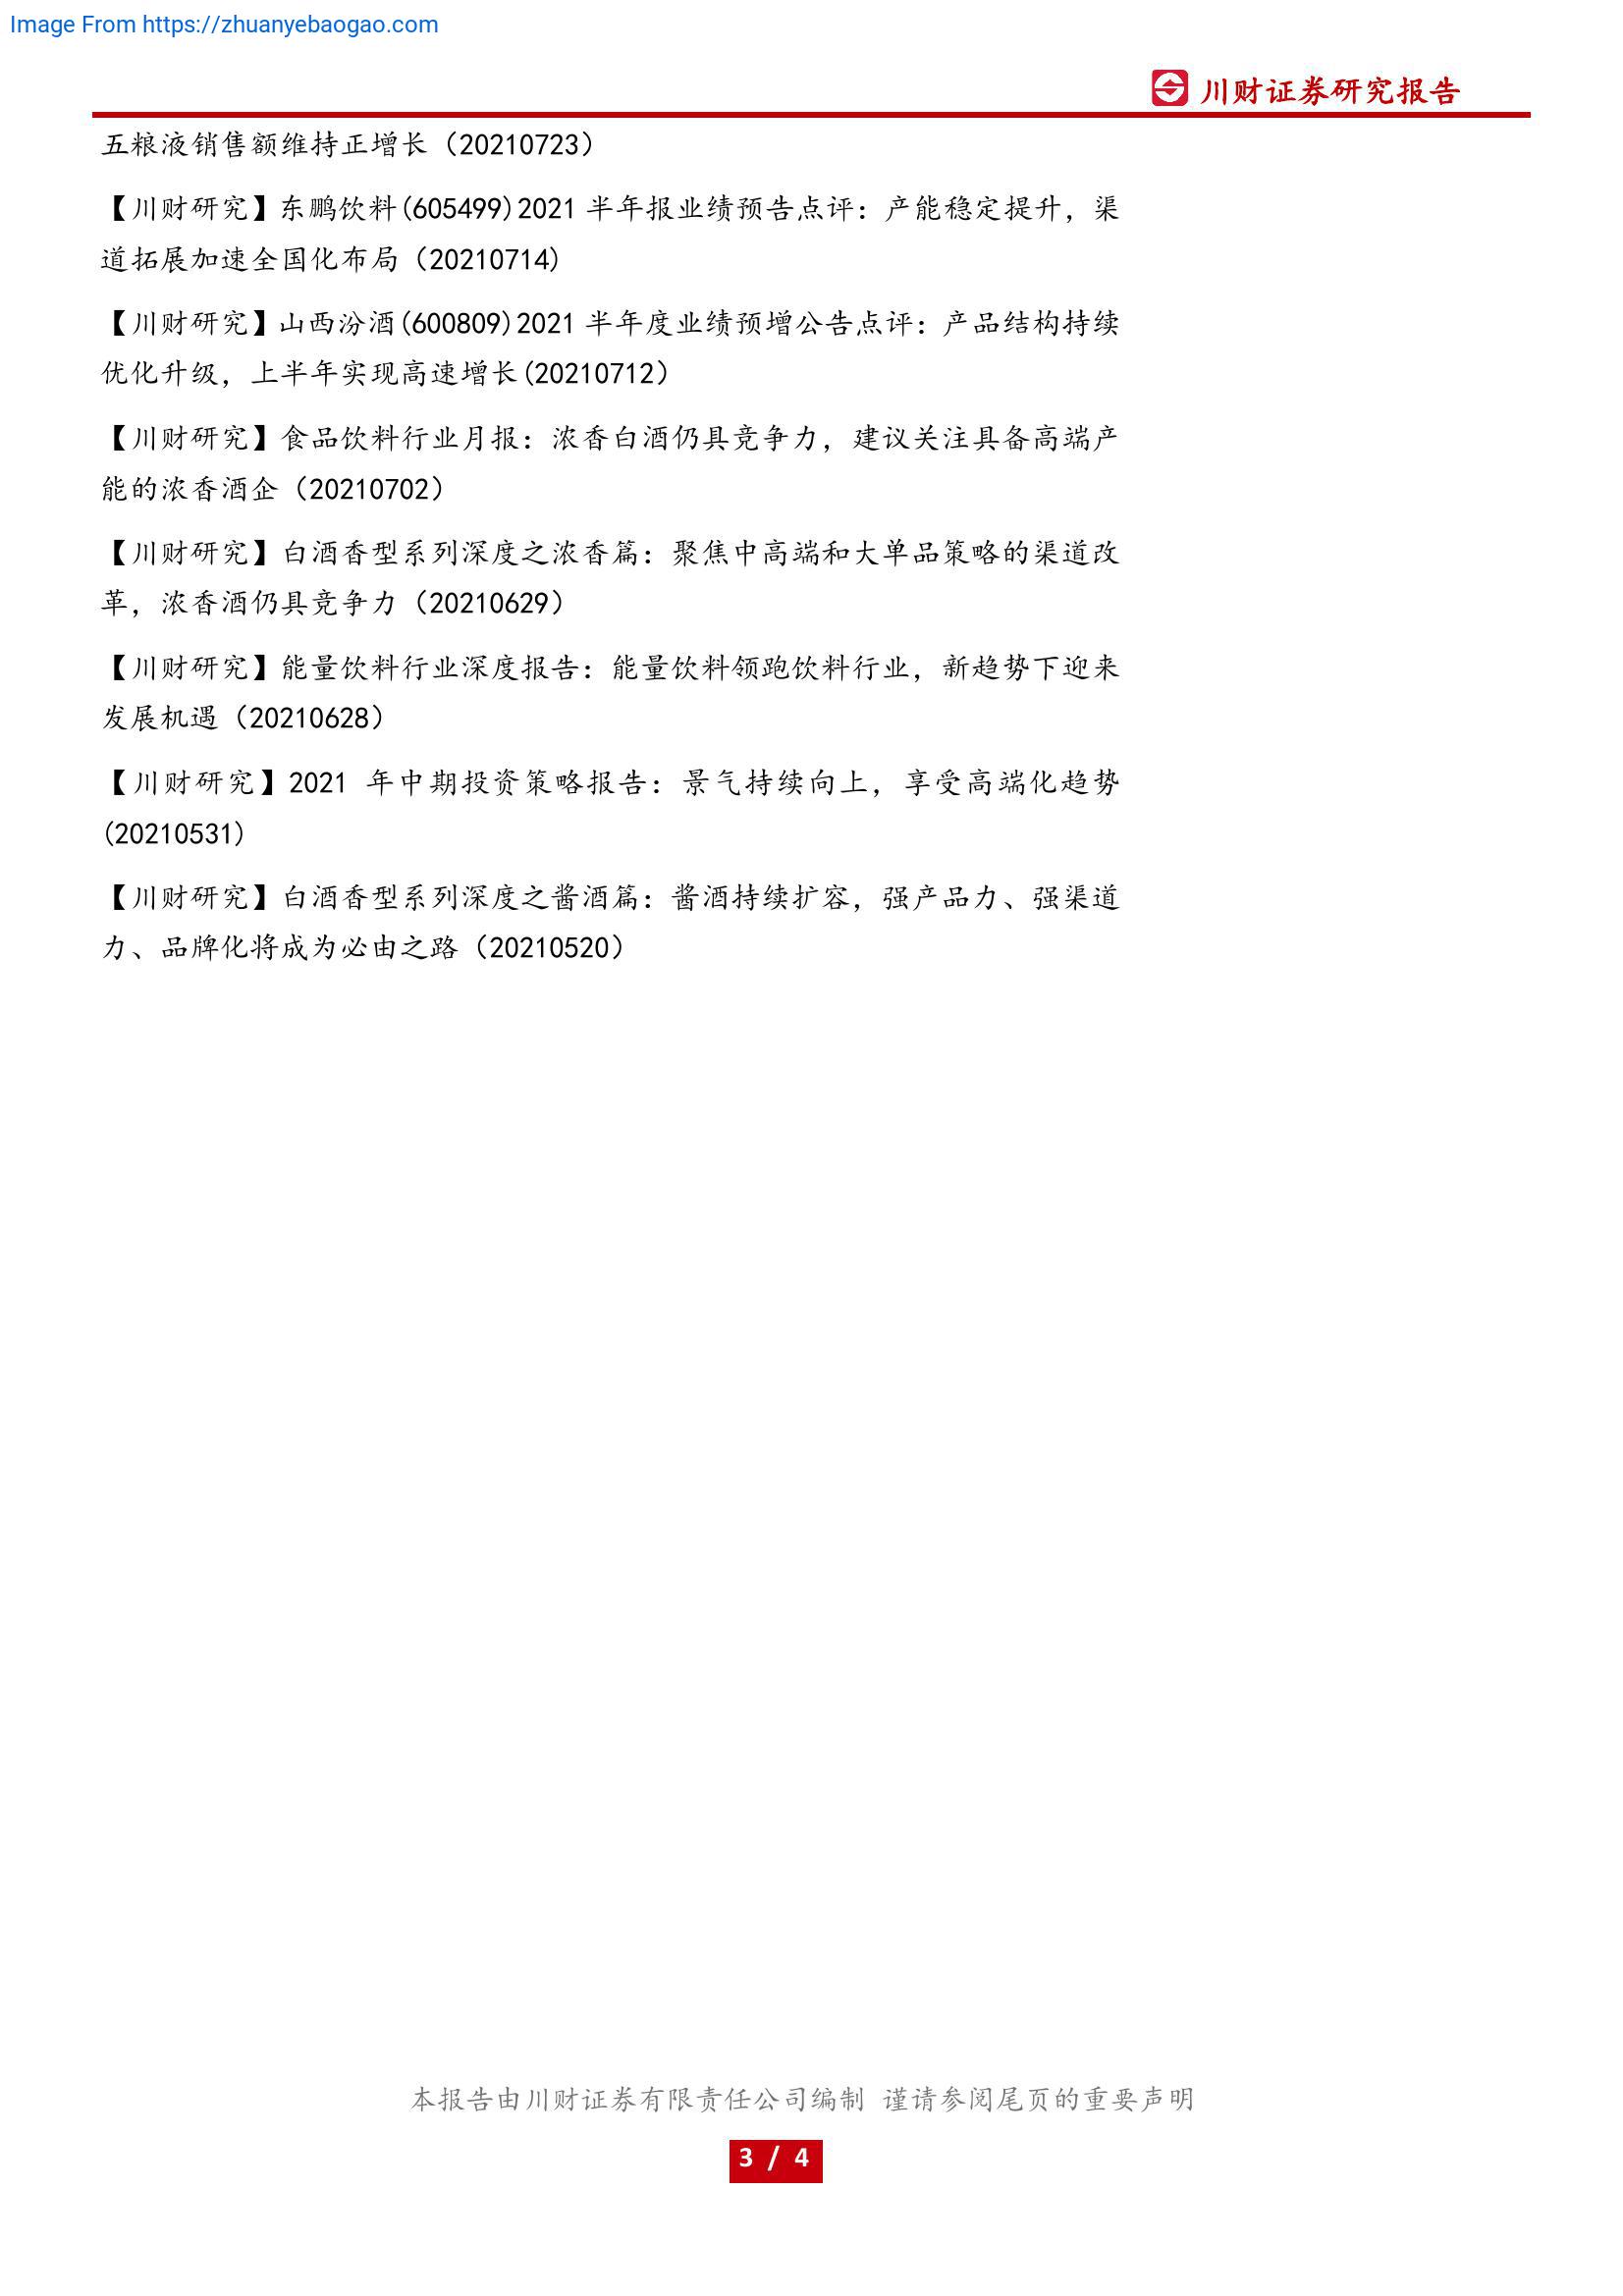 Image From https://zhuanyebaogao.com
川财证券研究报告
五粮液销售额维持正增长（20210723）
【川财研究】东鹏饮料(605499)2021 半年报业绩预告点评：产能稳定提升，渠
道拓展加速全国化布局（20210714)
【川财研究】山西汾酒(600809)2021 半年度业绩预增公告点评：产品结构持续
优化升级，上半年实现高速增长(20210712）
【川财研究】食品饮料行业月报：浓香白酒仍具竞争力，建议关注具备高端产
能的浓香酒企（20210702）
【川财研究】白酒香型系列深度之浓香篇：聚焦中高端和大单品策略的渠道改
革，浓香酒仍具竞争力（20210629）
【川财研究】能量饮料行业深度报告：能量饮料领跑饮料行业，新趋势下迎来
发展机遇（20210628）
【川财研究】2021 年中期投资策略报告：景气持续向上，享受高端化趋势
(20210531)
【川财研究】白酒香型系列深度之酱酒篇：酱酒持续扩容，强产品力、强渠道
力、品牌化将成为必由之路（20210520）
本报告由川财证券有限责任公司编制 谨请参阅尾页的重要声明
3 / 4